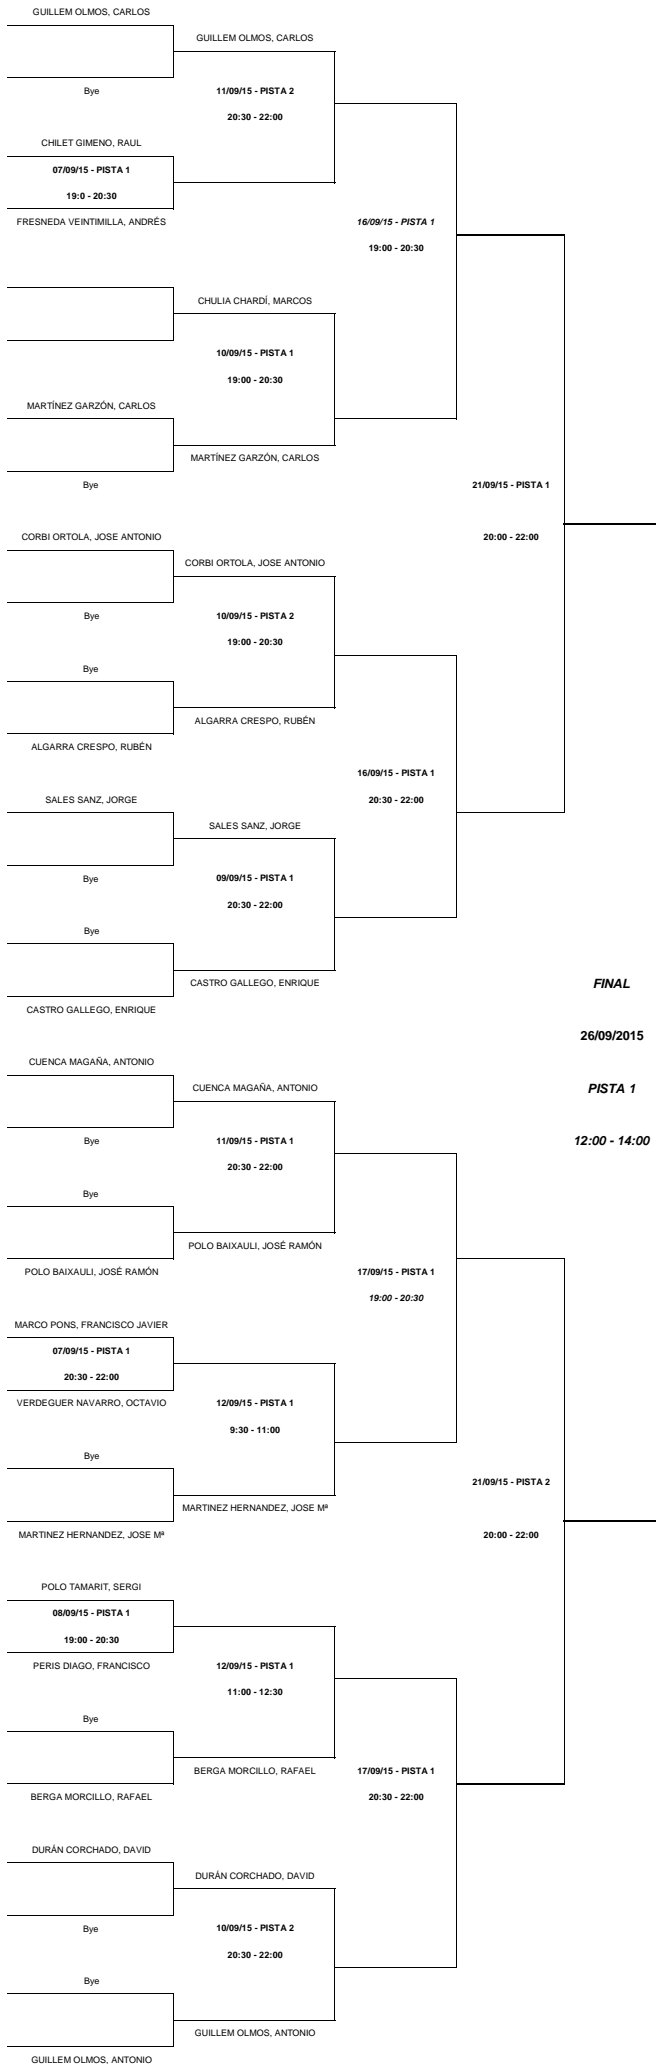 GUILLEM OLMOS, CARLOS
GUILLEM OLMOS, CARLOS
Bye
11/09/15 - PISTA 2
20:30 - 22:00
CHILET GIMENO, RAUL
07/09/15 - PISTA 1
19:0 - 20:30
FRESNEDA VEINTIMILLA, ANDRÉS
16/09/15 - PISTA 1
19:00 - 20:30
CHULIA CHARDÍ, MARCOS
10/09/15 - PISTA 1
19:00 - 20:30
MARTÍNEZ GARZÓN, CARLOS
MARTÍNEZ GARZÓN, CARLOS
Bye
21/09/15 - PISTA 1
20:00 - 22:00
CORBI ORTOLA, JOSE ANTONIO
CORBI ORTOLA, JOSE ANTONIO
Bye
10/09/15 - PISTA 2
19:00 - 20:30
Bye
ALGARRA CRESPO, RUBÉN
ALGARRA CRESPO, RUBÉN
16/09/15 - PISTA 1
20:30 - 22:00
SALES SANZ, JORGE
SALES SANZ, JORGE
Bye
09/09/15 - PISTA 1
20:30 - 22:00
Bye
CASTRO GALLEGO, ENRIQUE
CASTRO GALLEGO, ENRIQUE
FINAL
26/09/2015
PISTA 1
12:00 - 14:00
CUENCA MAGAÑA, ANTONIO
CUENCA MAGAÑA, ANTONIO
Bye
11/09/15 - PISTA 1
20:30 - 22:00
Bye
POLO BAIXAULI, JOSÉ RAMÓN
POLO BAIXAULI, JOSÉ RAMÓN
17/09/15 - PISTA 1
19:00 - 20:30
MARCO PONS, FRANCISCO JAVIER
07/09/15 - PISTA 1
20:30 - 22:00
VERDEGUER NAVARRO, OCTAVIO
12/09/15 - PISTA 1
9:30 - 11:00
Bye
MARTINEZ HERNANDEZ, JOSE Mª
MARTINEZ HERNANDEZ, JOSE Mª
21/09/15 - PISTA 2
20:00 - 22:00
POLO TAMARIT, SERGI
08/09/15 - PISTA 1
19:00 - 20:30
PERIS DIAGO, FRANCISCO
12/09/15 - PISTA 1
11:00 - 12:30
Bye
BERGA MORCILLO, RAFAEL
BERGA MORCILLO, RAFAEL
17/09/15 - PISTA 1
20:30 - 22:00
DURÁN CORCHADO, DAVID
DURÁN CORCHADO, DAVID
Bye
10/09/15 - PISTA 2
20:30 - 22:00
Bye
GUILLEM OLMOS, ANTONIO
GUILLEM OLMOS, ANTONIO